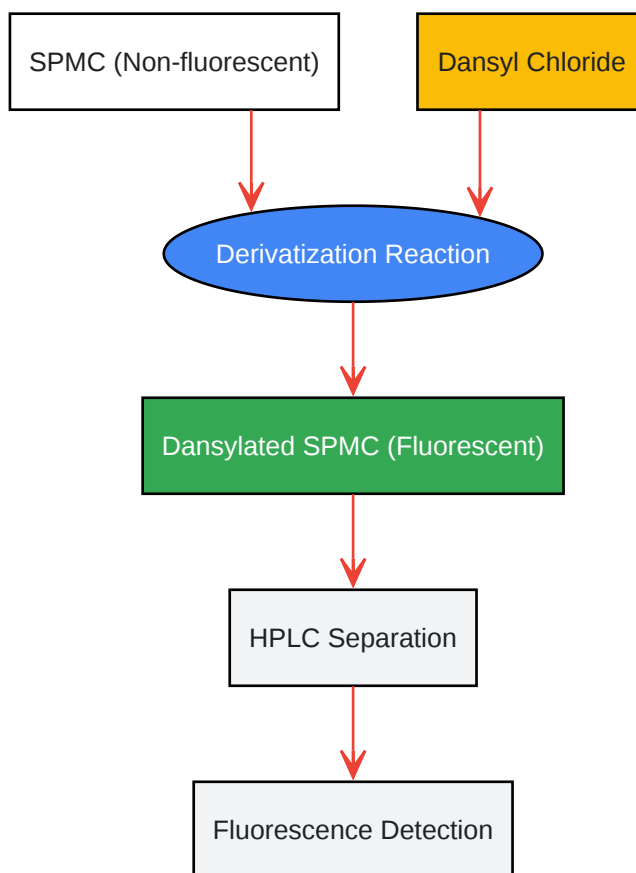 SPMC (Non-fluorescent)
Dansyl Chloride
Derivatization Reaction
Dansylated SPMC (Fluorescent)
HPLC Separation
Fluorescence Detection